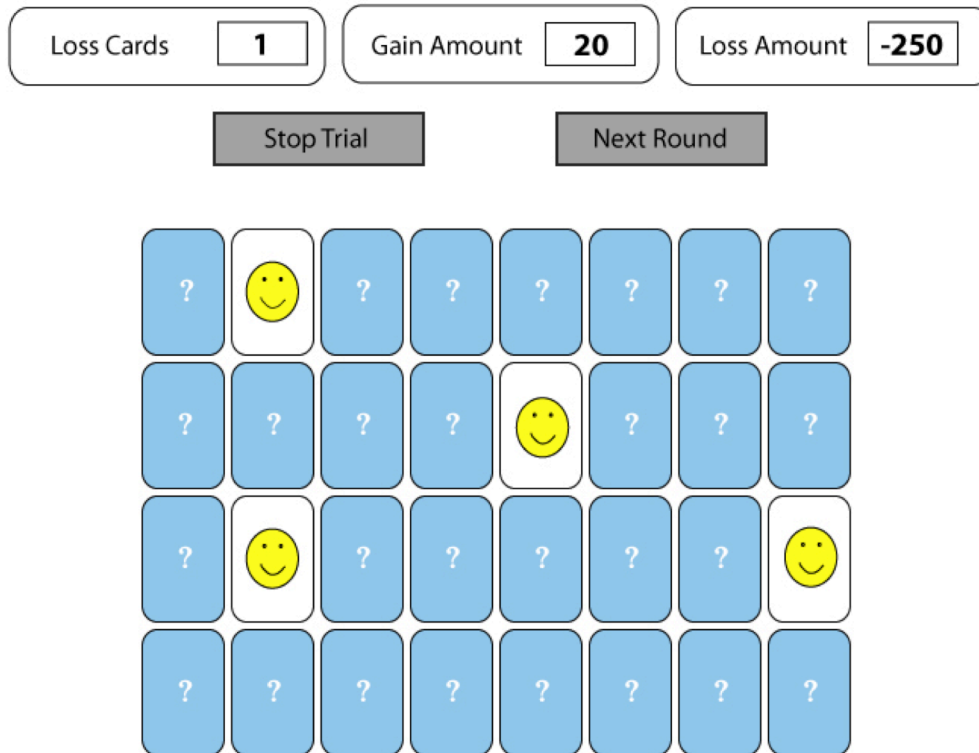 Loss Cards 1 Gain Amount 20 Loss Amount -250
Stop Trial Next Round
? ? ? ? ? ? ?
? ? ? ? ? ? ?
? ? ? ? ? ?
? ? ? ? ? ? ? ?